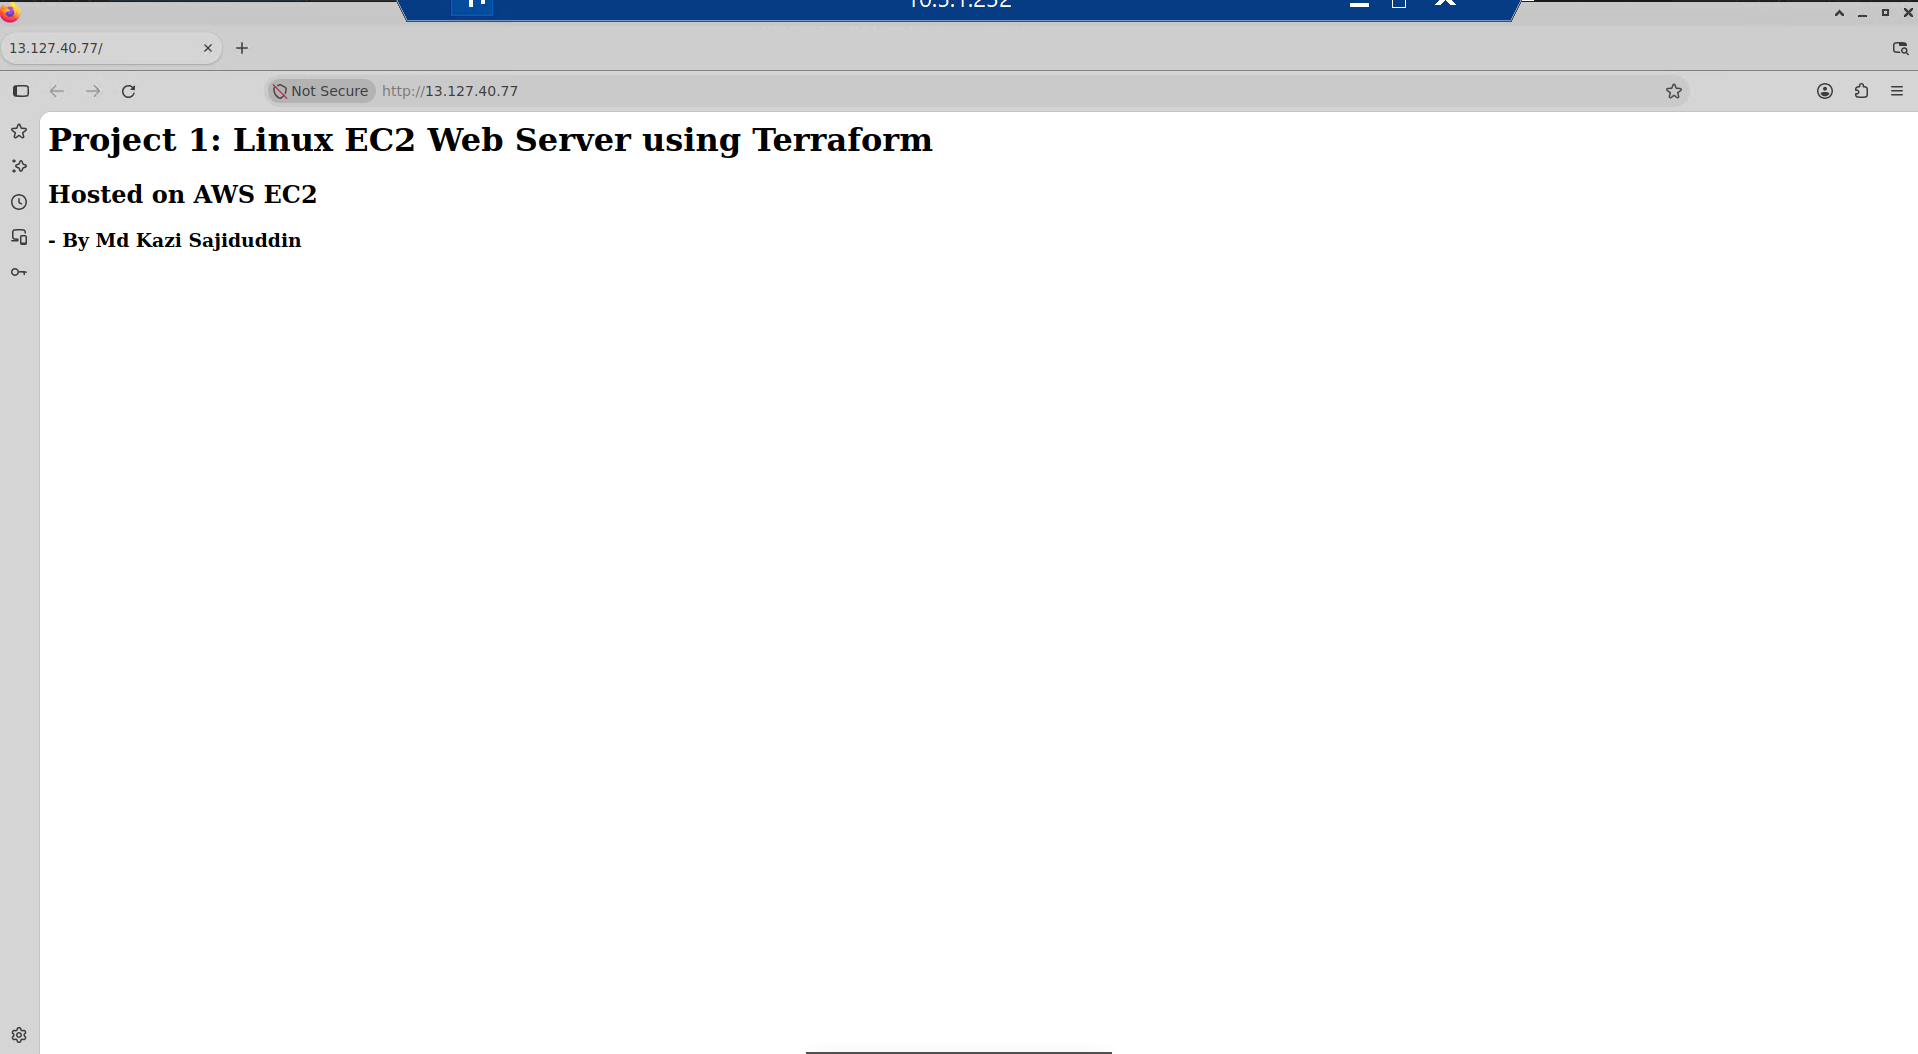 13.127.40.77/
Not Secure http://13.127.40.77
Project 1: Linux EC2 Web Server using Terraform
Hosted on AWS EC2
- By Md Kazi Sajiduddin